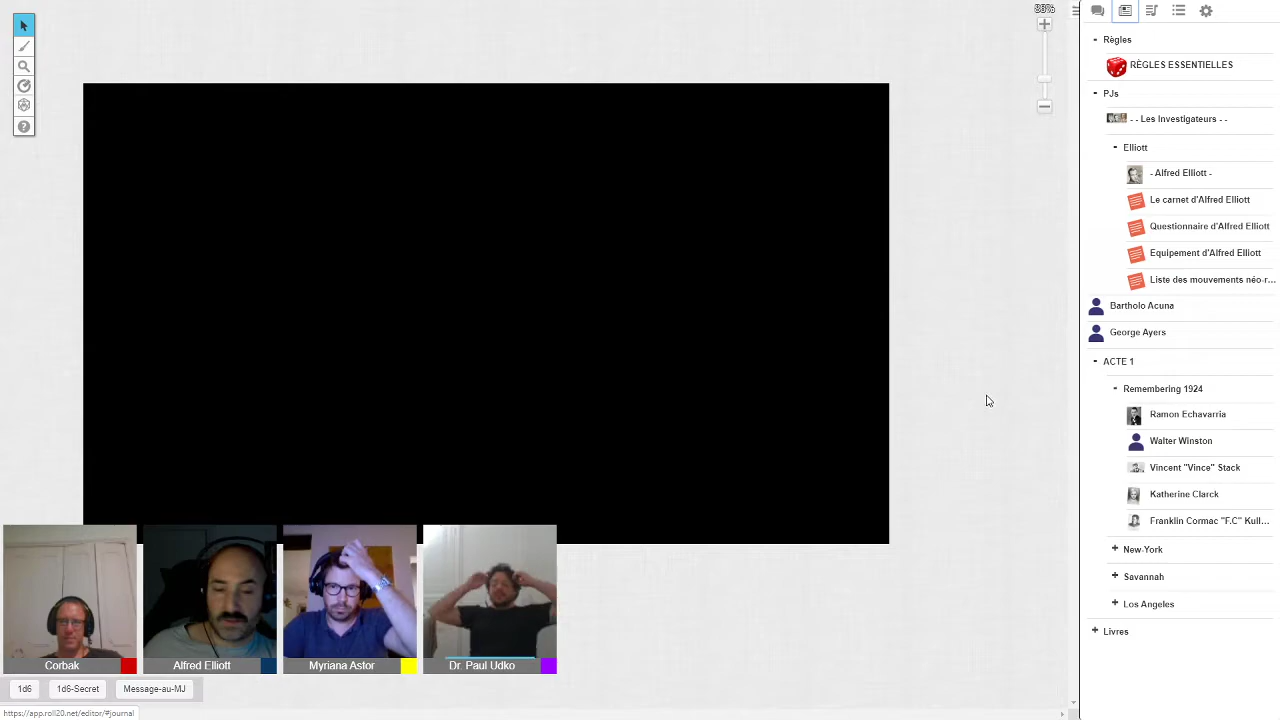 88%
Règles
RÈGLES ESSENTIELLES
PJs
- - Les Investigateurs - -
Elliott
- Alfred Elliott -
Le carnet d'Alfred Elliott
Questionnaire d'Alfred Elliott
Equipement d'Alfred Elliott
Liste des mouvements néo-r...
Bartholo Acuna
George Ayers
ACTE 1
Remembering 1924
Ramon Echavarria
Walter Winston
Vincent "Vince" Stack
Katherine Clarck
Franklin Cormac "F.C" Kull...
New-York
Savannah
Los Angeles
Livres
Corbak
Alfred Elliott
Myriana Astor
Dr. Paul Udko
1d6
1d6-Secret
Message-au-MJ
https://app.roll20.net/editor/#journal